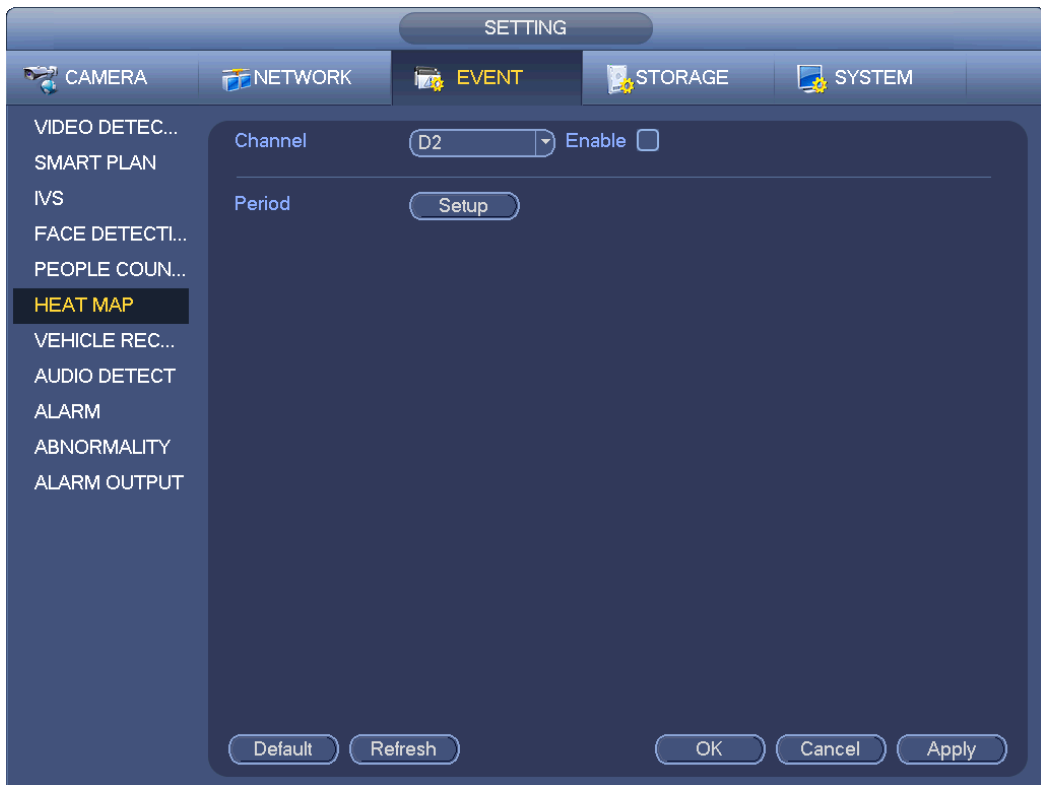 SETTING
CAMERA NETWORK EVENT STORAGE SYSTEM
VIDEO DETEC...
SMART PLAN
IVS
FACE DETECTI...
PEOPLE COUN...
HEAT MAP
VEHICLE REC...
AUDIO DETECT
ALARM
ABNORMALITY
ALARM OUTPUT
Channel D2 Enable
Period Setup
Default Refresh OK Cancel Apply